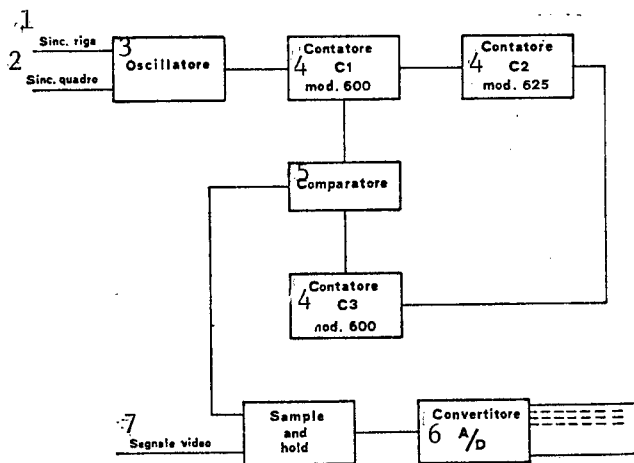 1
Sinc. riga
2
Sinc. quadro
3
Oscillatore
4
Contatore
C1
mod. 600
4
Contatore
C2
mod. 625
5
Comparatore
4
Contatore
C3
mod. 600
7
Segnale video
Sample
and
hold
6
Convertitore
A/D